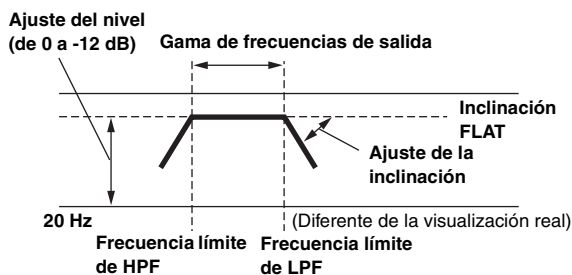 Ajuste del nivel
(de 0 a -12 dB)
Gama de frecuencias de salida
Inclinación
FLAT
Ajuste de la
inclinación
20 Hz
(Diferente de la visualización real)
Frecuencia límite
de HPF
Frecuencia límite
de LPF